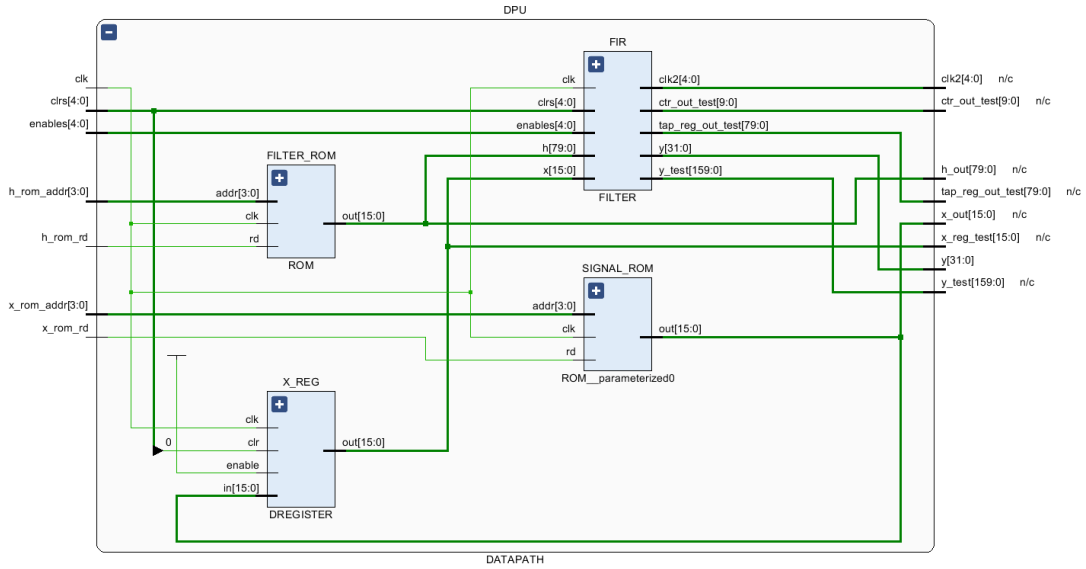 DPU
FIR
clk
clrs[4:0]
enables[4:0]
clk
clrs[4:0]
enables[4:0]
h[79:0]
x[15:0]
clk2[4:0]
ctr_out_test[9:0]
tap_reg_out_test[79:0]
y[31:0]
y_test[159:0]
FILTER
clk2[4:0] n/c
ctr_out_test[9:0] n/c
h_out[79:0] n/c
tap_reg_out_test[79:0] n/c
x_out[15:0] n/c
x_reg_test[15:0] n/c
y[31:0]
y_test[159:0] n/c
FILTER_ROM
h_rom_addr[3:0]
h_rom_rd
addr[3:0]
clk
rd
out[15:0]
ROM
SIGNAL_ROM
x_rom_addr[3:0]
x_rom_rd
addr[3:0]
clk
rd
out[15:0]
ROM__parameterized0
X_REG
0
clk
clr
enable
in[15:0]
out[15:0]
DREGISTER
DATAPATH